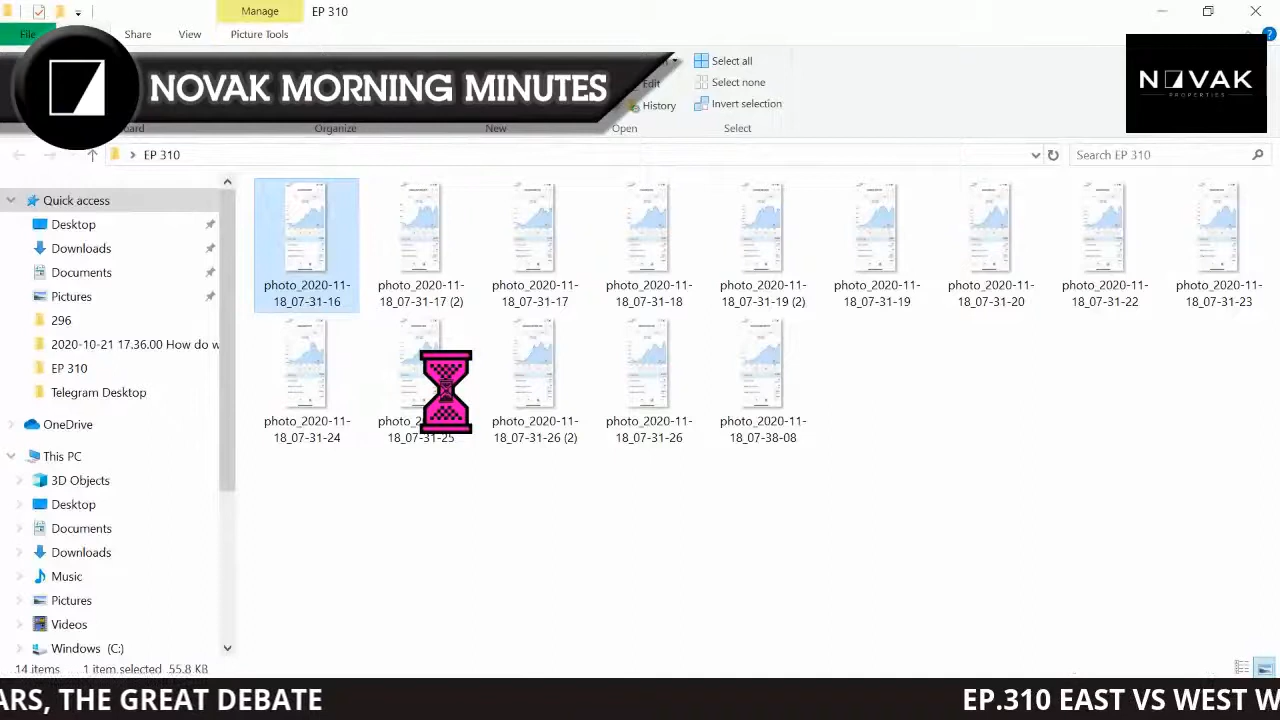 Manage
EP 310
File
Share
View
Picture Tools
NOVAK MORNING MINUTES
NOVAK
PROPERTIES
Select all
Select none
Invert selection
Edit
History
Organize
New
Open
Select
EP 310
Search EP 310
Quick access
Desktop
Downloads
Documents
Pictures
296
2020-10-21 17.36.00 How do w
EP 310
Telegram Desktop
OneDrive
This PC
3D Objects
Desktop
Documents
Downloads
Music
Pictures
Videos
Windows (C:)
photo_2020-11-
18_07-31-16
photo_2020-11-
18_07-31-17 (2)
photo_2020-11-
18_07-31-17
photo_2020-11-
18_07-31-18
photo_2020-11-
18_07-31-19 (2)
photo_2020-11-
18_07-31-19
photo_2020-11-
18_07-31-20
photo_2020-11-
18_07-31-22
photo_2020-11-
18_07-31-23
photo_2020-11-
18_07-31-24
18_07-31-25
photo_2020-11-
18_07-31-26 (2)
photo_2020-11-
18_07-31-26
photo_2020-11-
18_07-38-08
14 items 1 item selected 55.8 KB
ARS, THE GREAT DEBATE
EP.310 EAST VS WEST W